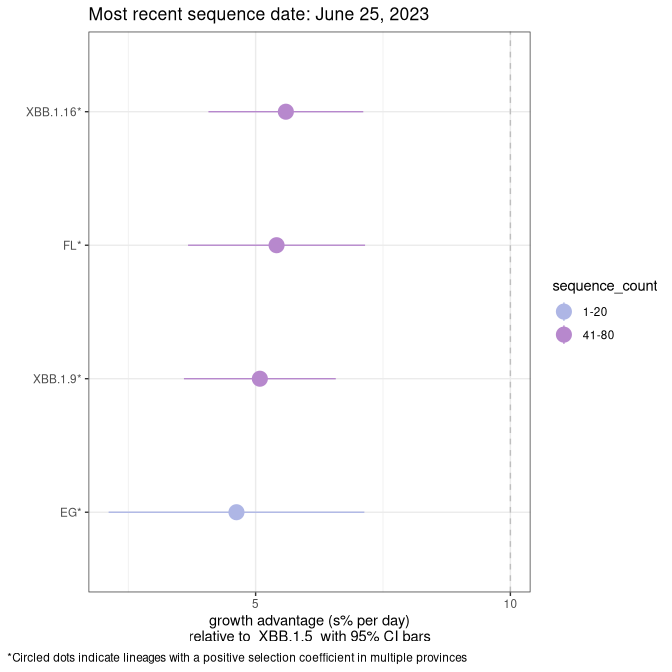 Most recent sequence date: June 25, 2023
XBB.1.16*
FL*
XBB.1.9*
EG*
sequence_count
1-20
41-80
5
10
growth advantage (s% per day)
relative to XBB.1.5 with 95% CI bars
*Circled dots indicate lineages with a positive selection coefficient in multiple provinces